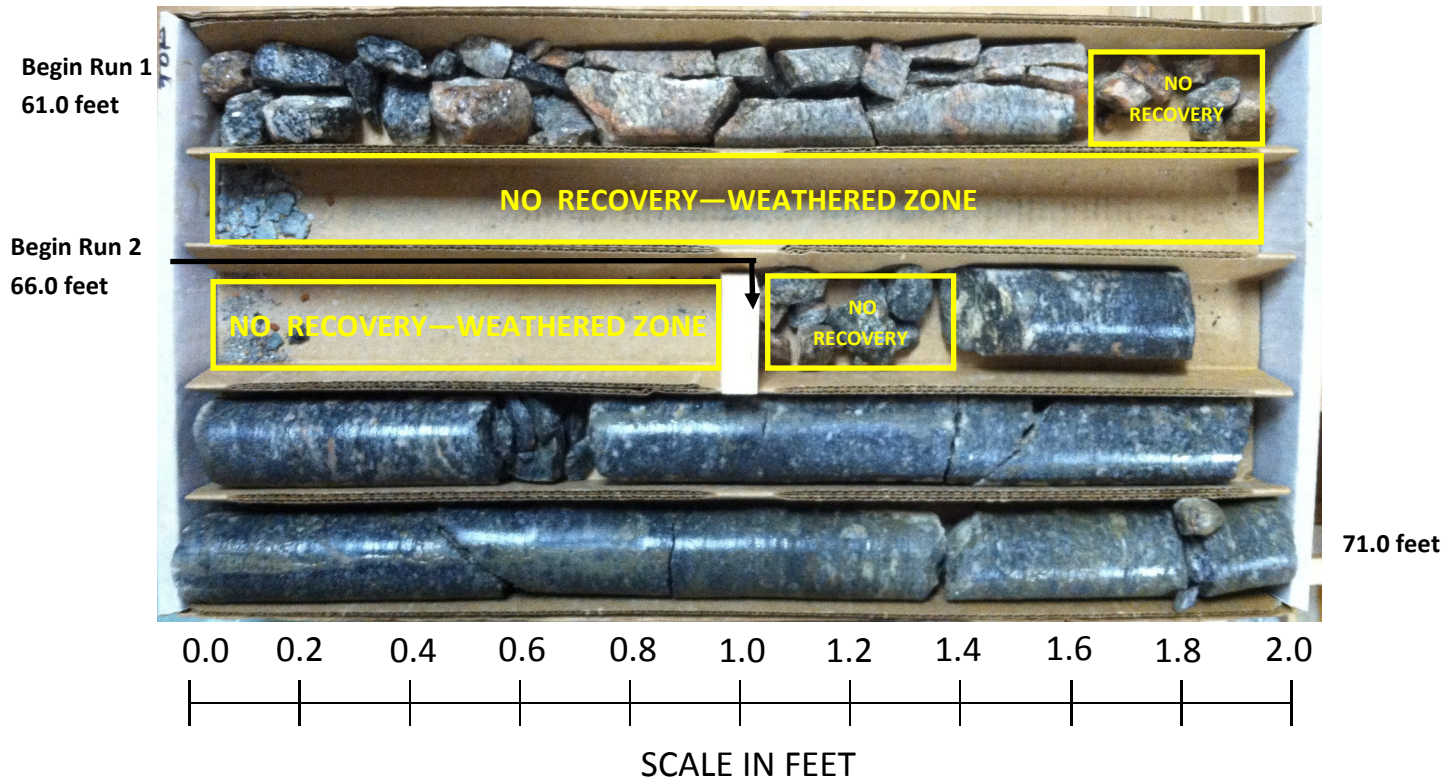 TOP
Begin Run 1
61.0 feet
NO
RECOVERY
NO RECOVERY—WEATHERED ZONE
Begin Run 2
66.0 feet
NO RECOVERY—WEATHERED ZONE
NO
RECOVERY
71.0 feet
0.0 0.2 0.4 0.6 0.8 1.0 1.2 1.4 1.6 1.8 2.0
SCALE IN FEET